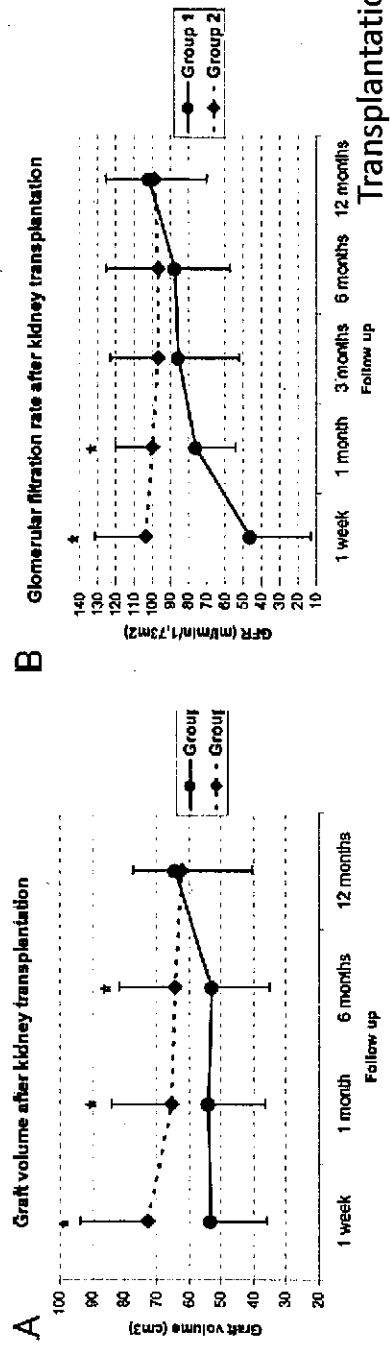 A
Graft volume after kidney transplantation
Graft volume (cm3)
100
90
80
70
60
50
40
30
20
1 week
1 month
6 months
12 months
Follow up
Group
Group
B
Glomerular filtration rate after kidney transplantation
GFR (ml/min/1,73m2)
140
130
120
110
100
90
80
70
60
50
40
30
20
10
1 week
1 month
3 months
6 months
12 months
Follow up
Group 1
Group 2
Transplantatio